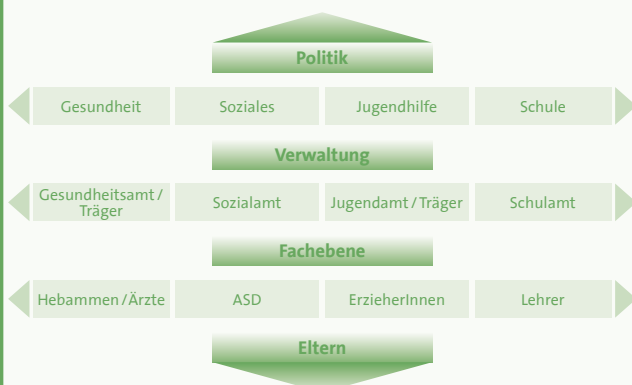 Politik
Gesundheit
Soziales
Jugendhilfe
Schule
Verwaltung
Gesundheitsamt /
Träger
Sozialamt
Jugendamt / Träger
Schulamt
Fachebene
Hebammen / Ärzte
ASD
ErzieherInnen
Lehrer
Eltern